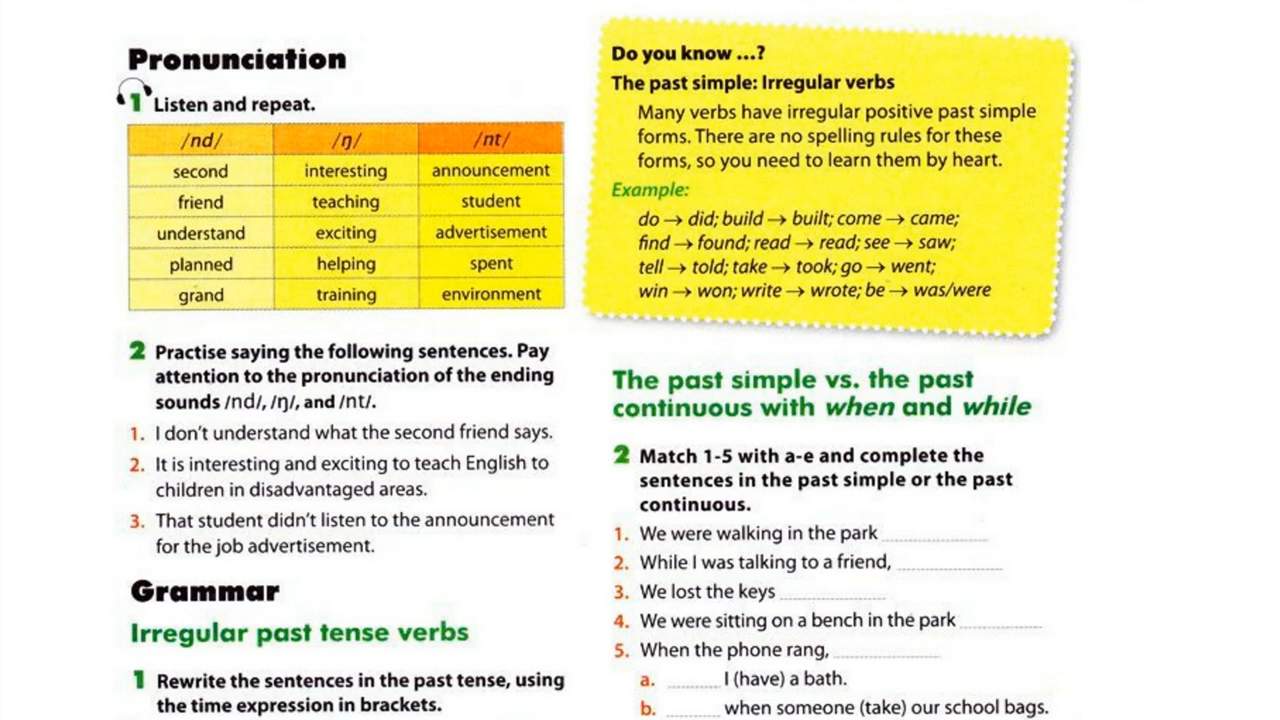 Pronunciation
1 Listen and repeat.
/nd/ /ŋ/ /nt/
second interesting announcement
friend teaching student
understand exciting advertisement
planned helping spent
grand training environment
2 Practise saying the following sentences. Pay
attention to the pronunciation of the ending
sounds /nd/, /ŋ/, and /nt/.
1. I don't understand what the second friend says.
2. It is interesting and exciting to teach English to
children in disadvantaged areas.
3. That student didn't listen to the announcement
for the job advertisement.
Grammar
Irregular past tense verbs
1 Rewrite the sentences in the past tense, using
the time expression in brackets.
Do you know ...?
The past simple: Irregular verbs
Many verbs have irregular positive past simple
forms. There are no spelling rules for these
forms, so you need to learn them by heart.
Example:
do → did; build → built; come → came;
find → found; read → read; see → saw;
tell → told; take → took; go → went;
win → won; write → wrote; be → was/were
The past simple vs. the past
continuous with when and while
2 Match 1-5 with a-e and complete the
sentences in the past simple or the past
continuous.
1. We were walking in the park ____________
2. While I was talking to a friend, ____________
3. We lost the keys ____________
4. We were sitting on a bench in the park _________
5. When the phone rang, ____________
a. ______ I (have) a bath.
b. ______ when someone (take) our school bags.